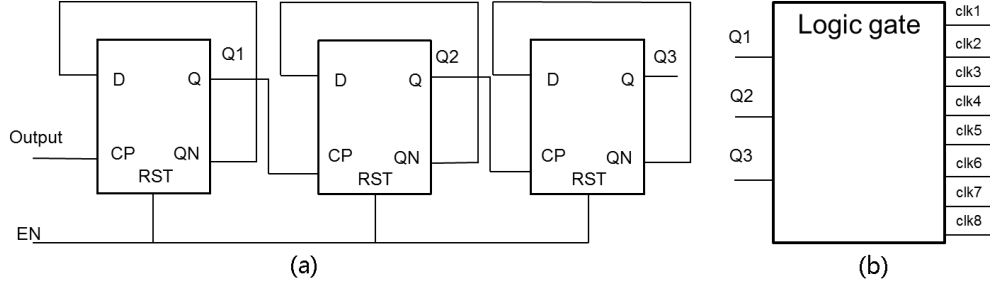 Q1
Q2
Q3
D
Q
D
Q
D
Q
Output
CP
QN
RST
CP
QN
RST
CP
QN
RST
EN
(a)
Logic gate
Q1
Q2
Q3
clk1
clk2
clk3
clk4
clk5
clk6
clk7
clk8
(b)